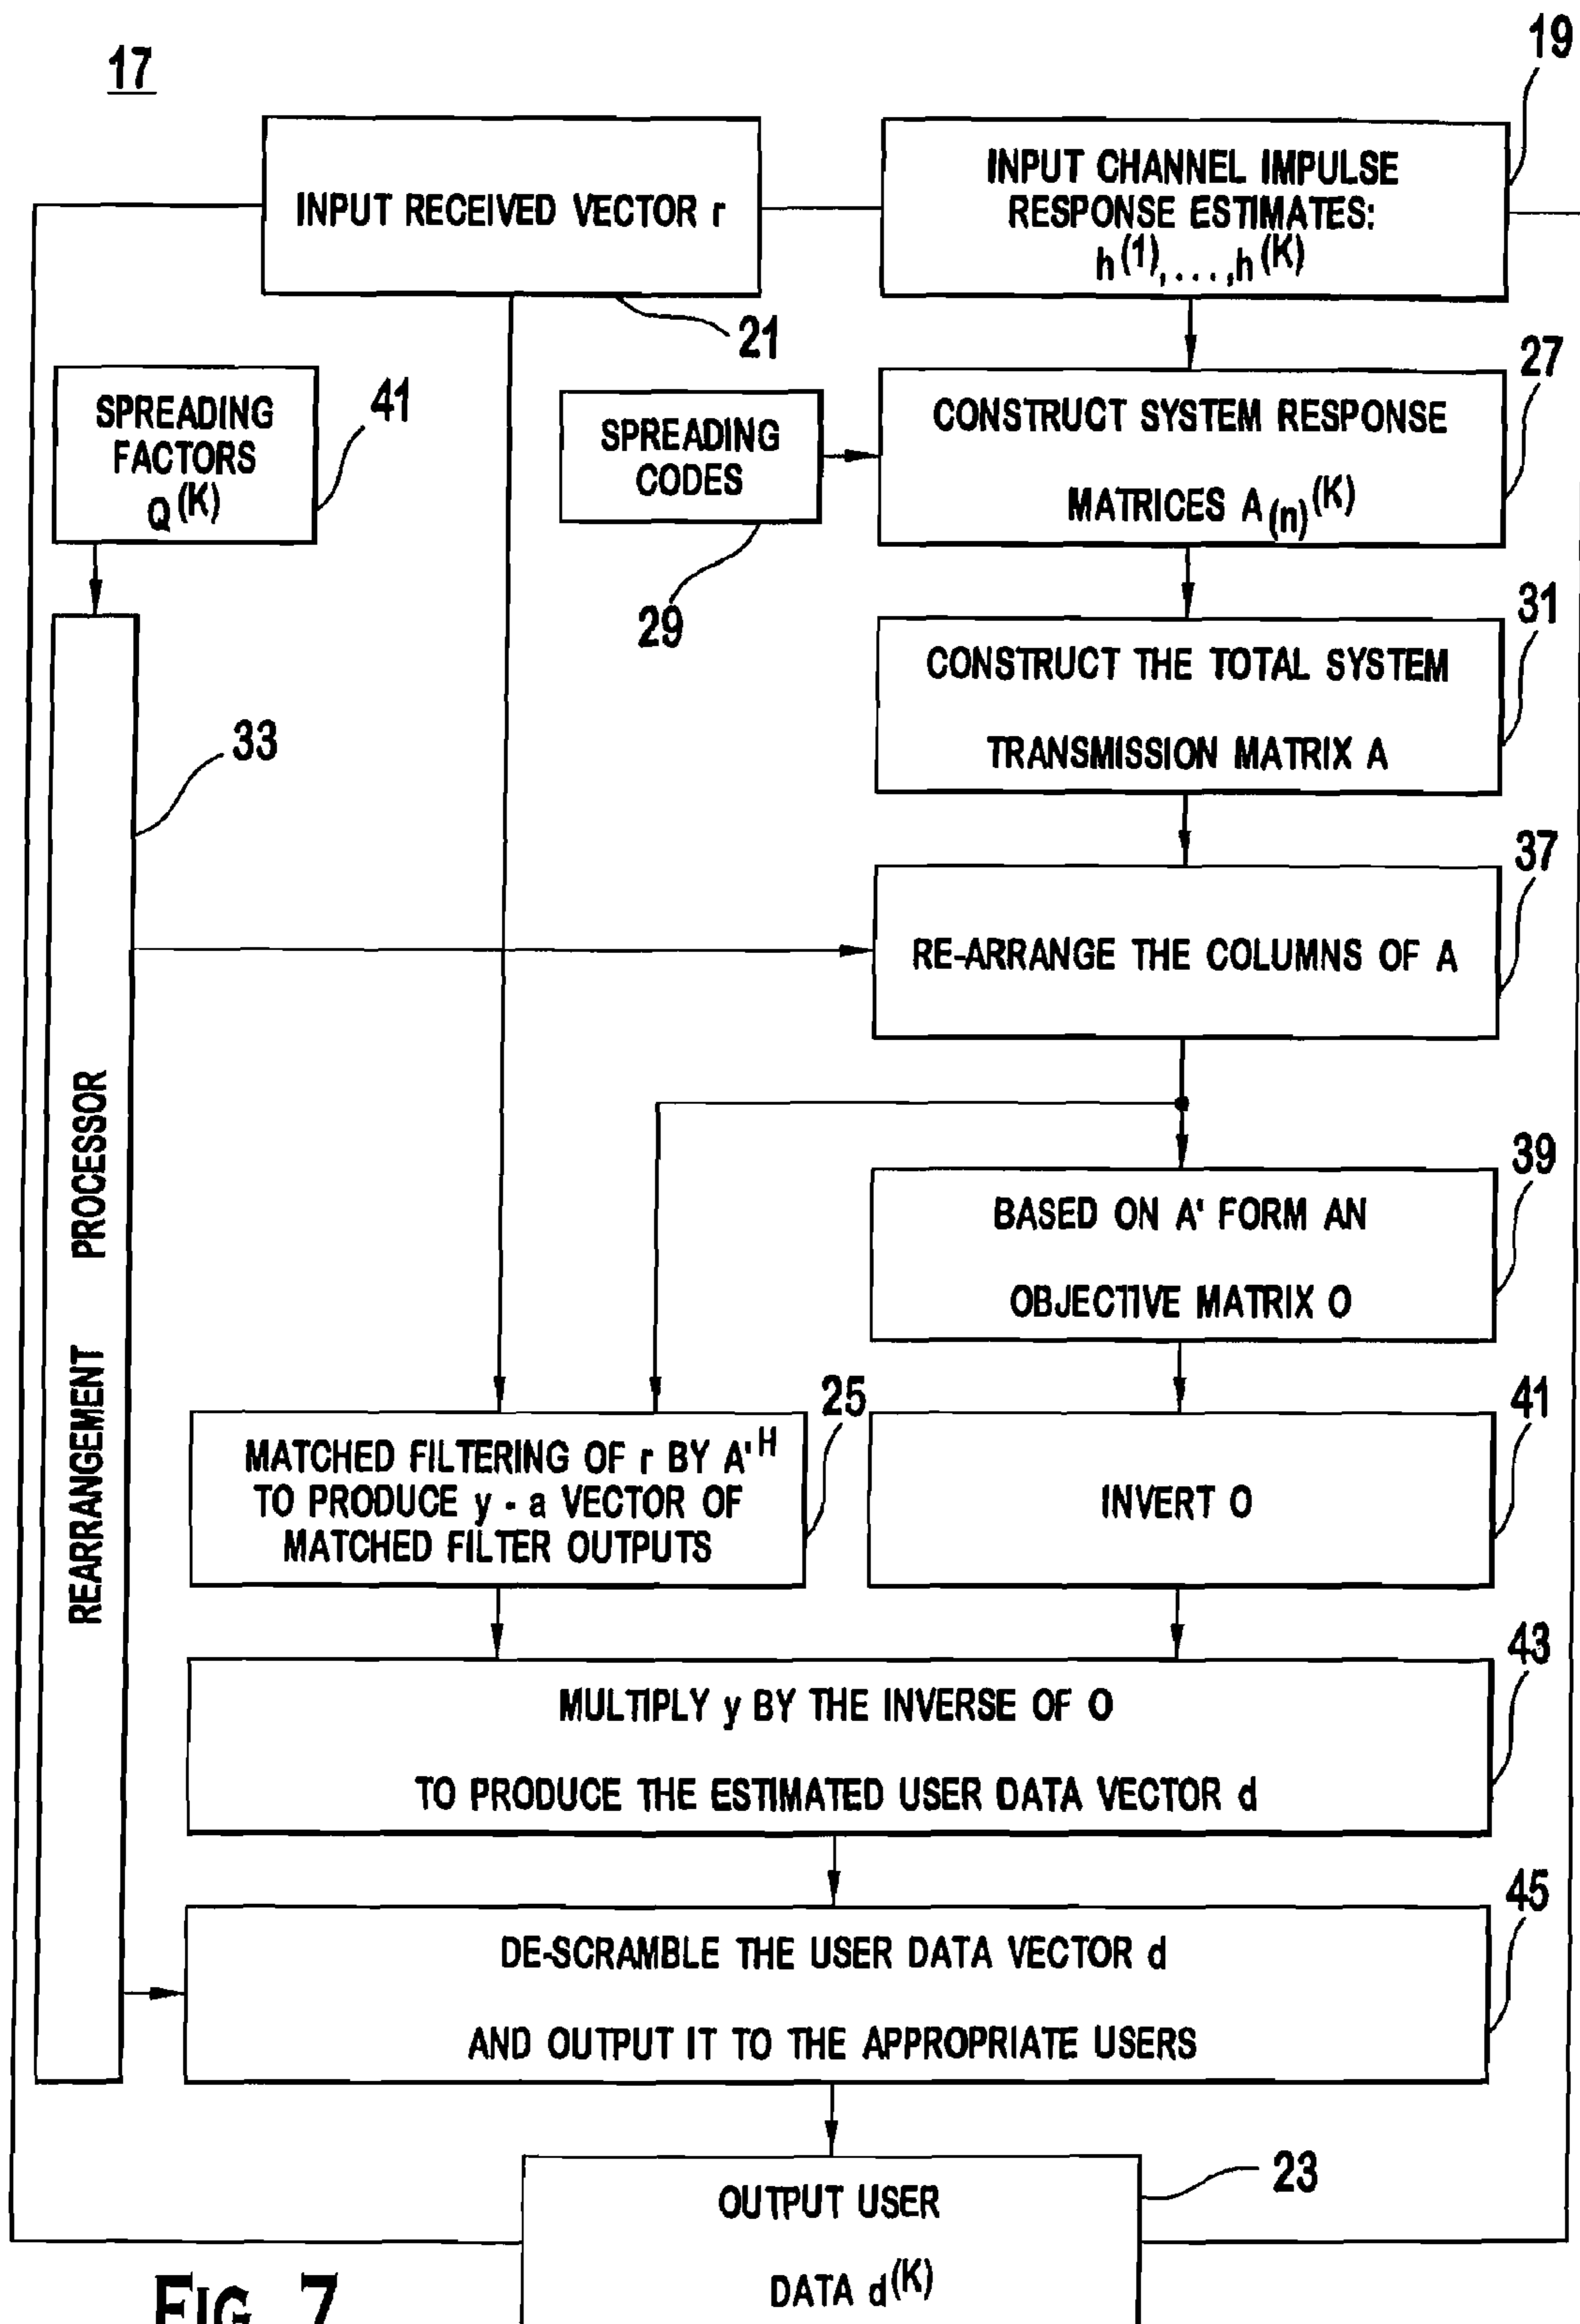 17
19
INPUT RECEIVED VECTOR r
INPUT CHANNEL IMPULSE
RESPONSE ESTIMATES:
h(1),...,h(K)
21
27
SPREADING
FACTORS
Q(K)
41
SPREADING
CODES
29
CONSTRUCT SYSTEM RESPONSE
MATRICES A(n)(K)
31
CONSTRUCT THE TOTAL SYSTEM
TRANSMISSION MATRIX A
33
37
RE-ARRANGE THE COLUMNS OF A
REARRANGEMENT PROCESSOR
39
BASED ON A' FORM AN
OBJECTIVE MATRIX O
25
41
MATCHED FILTERING OF r BY A'H
TO PRODUCE y - a VECTOR OF
MATCHED FILTER OUTPUTS
INVERT O
43
MULTIPLY y BY THE INVERSE OF O
TO PRODUCE THE ESTIMATED USER DATA VECTOR d
45
DE-SCRAMBLE THE USER DATA VECTOR d
AND OUTPUT IT TO THE APPROPRIATE USERS
23
OUTPUT USER
DATA d(K)
FIG. 7